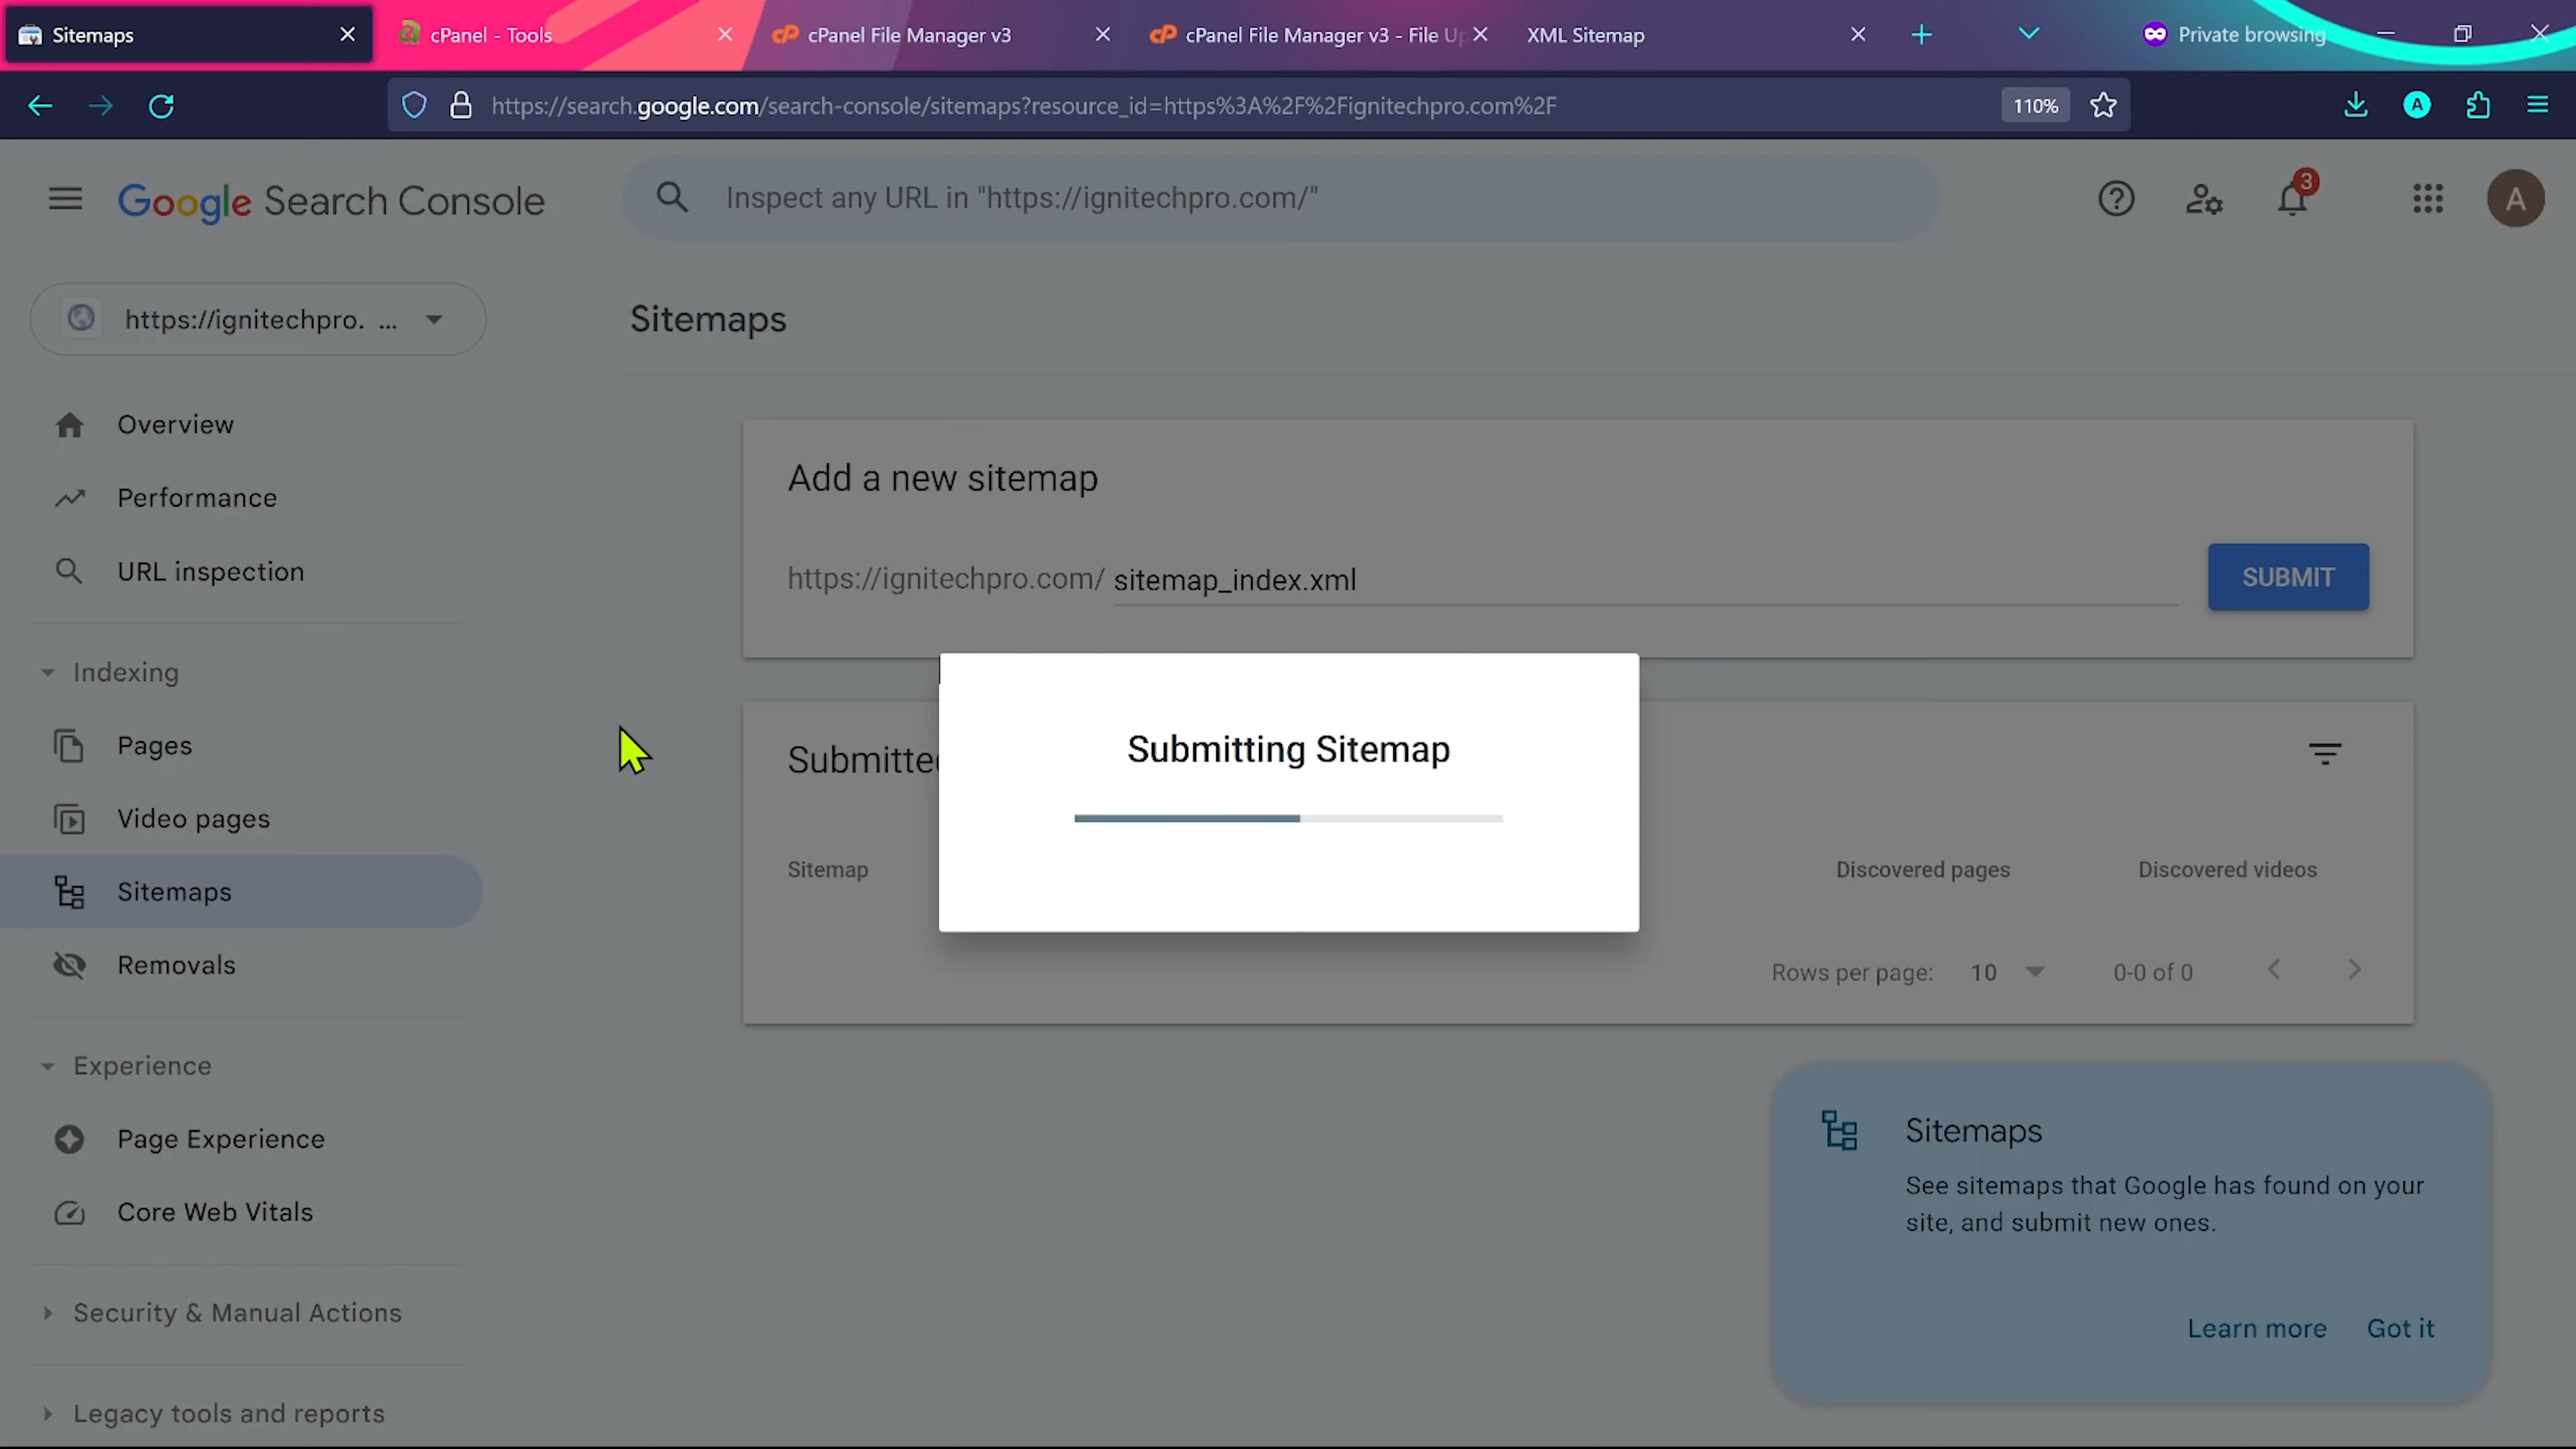 Sitemaps
cPanel - Tools
cPanel File Manager v3
cPanel File Manager v3 - File Up
XML Sitemap
Private browsing
https://search.google.com/search-console/sitemaps?resource_id=https%3A%2F%2Fignitechpro.com%2F
110%
A
Google Search Console
Inspect any URL in "https://ignitechpro.com/"
3
A
https://ignitechpro. ...
Sitemaps
Overview
Performance
URL inspection
Indexing
Pages
Video pages
Sitemaps
Removals
Experience
Page Experience
Core Web Vitals
Security & Manual Actions
Legacy tools and reports
Add a new sitemap
https://ignitechpro.com/ sitemap_index.xml
SUBMIT
Submitted
Submitting Sitemap
Sitemap
Discovered pages
Discovered videos
Rows per page: 10
0-0 of 0
Sitemaps
See sitemaps that Google has found on your
site, and submit new ones.
Learn more
Got it